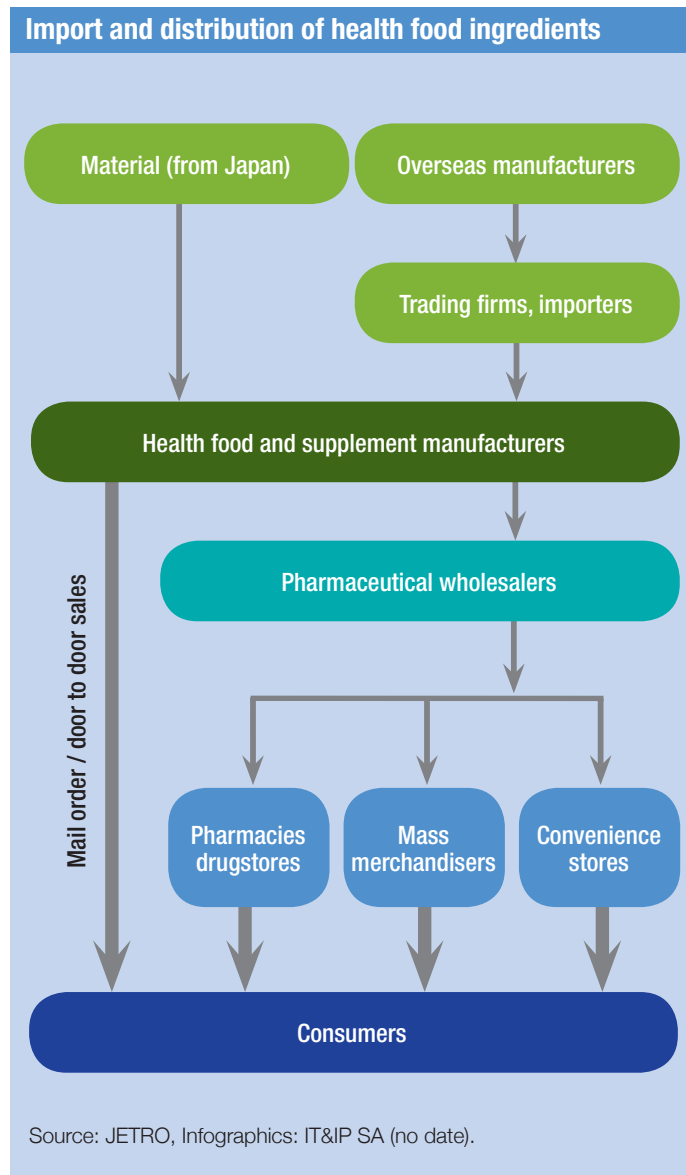 Import and distribution of health food ingredients
Material (from Japan)
Overseas manufacturers
Trading firms, importers
Health food and supplement manufacturers
Mail order / door to door sales
Pharmaceutical wholesalers
Pharmacies
drugstores
Mass
merchandisers
Convenience
stores
Consumers
Source: JETRO, Infographics: IT&IP SA (no date).